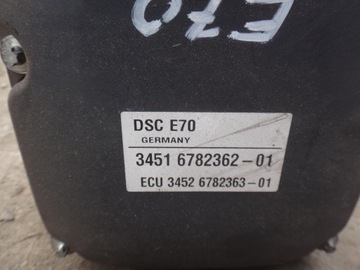 E70
DSC E70
GERMANY
3451 6782362-01
ECU 3452 6782363-01